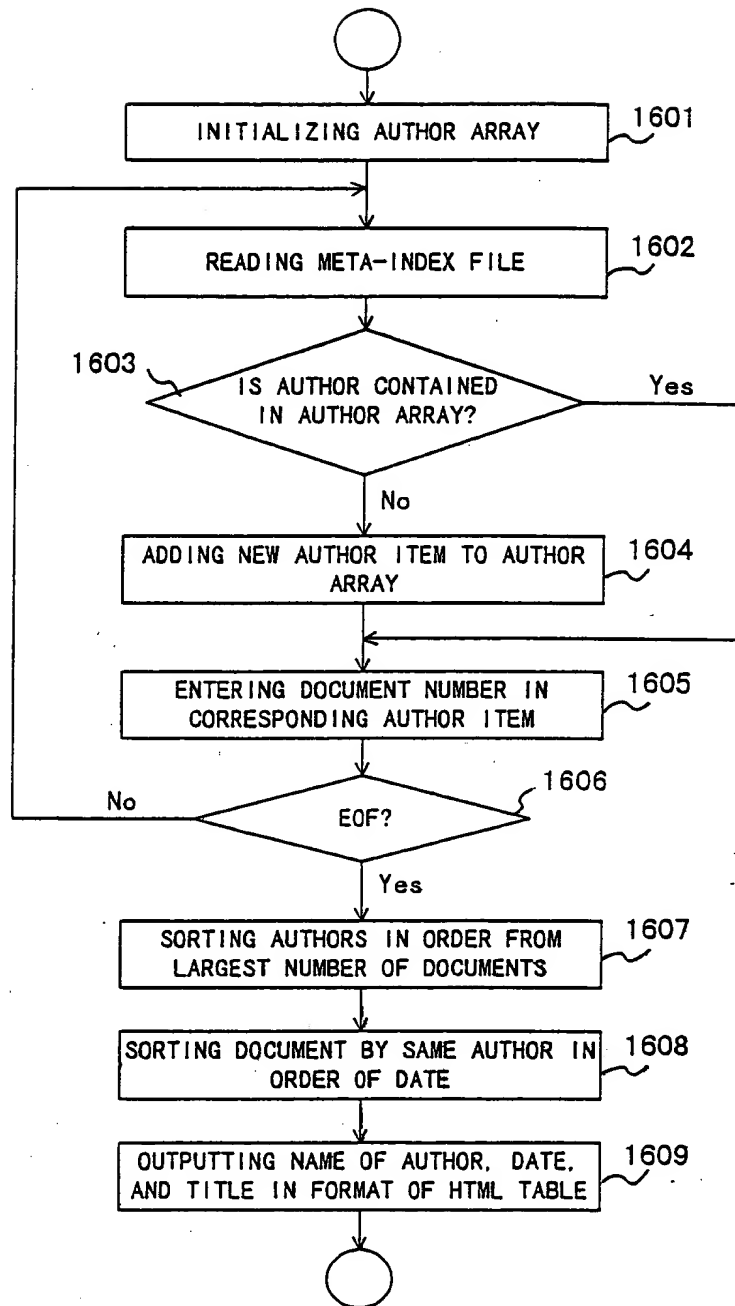 INITIALIZING AUTHOR ARRAY
1601
READING META-INDEX FILE
1602
1603
IS AUTHOR CONTAINED
IN AUTHOR ARRAY?
Yes
No
ADDING NEW AUTHOR ITEM TO AUTHOR
ARRAY
1604
ENTERING DOCUMENT NUMBER IN
CORRESPONDING AUTHOR ITEM
1605
1606
No
EOF?
Yes
SORTING AUTHORS IN ORDER FROM
LARGEST NUMBER OF DOCUMENTS
1607
SORTING DOCUMENT BY SAME AUTHOR IN
ORDER OF DATE
1608
OUTPUTTING NAME OF AUTHOR, DATE,
AND TITLE IN FORMAT OF HTML TABLE
1609